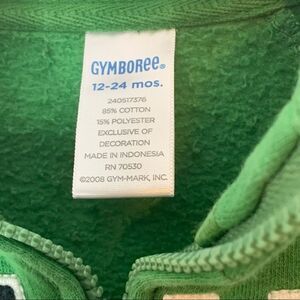 GYMBOREE®
12-24 mos.
240517376
85% COTTON
15% POLYESTER
EXCLUSIVE OF
DECORATION
MADE IN INDONESIA
RN 70530
©2008 GYM-MARK, INC.